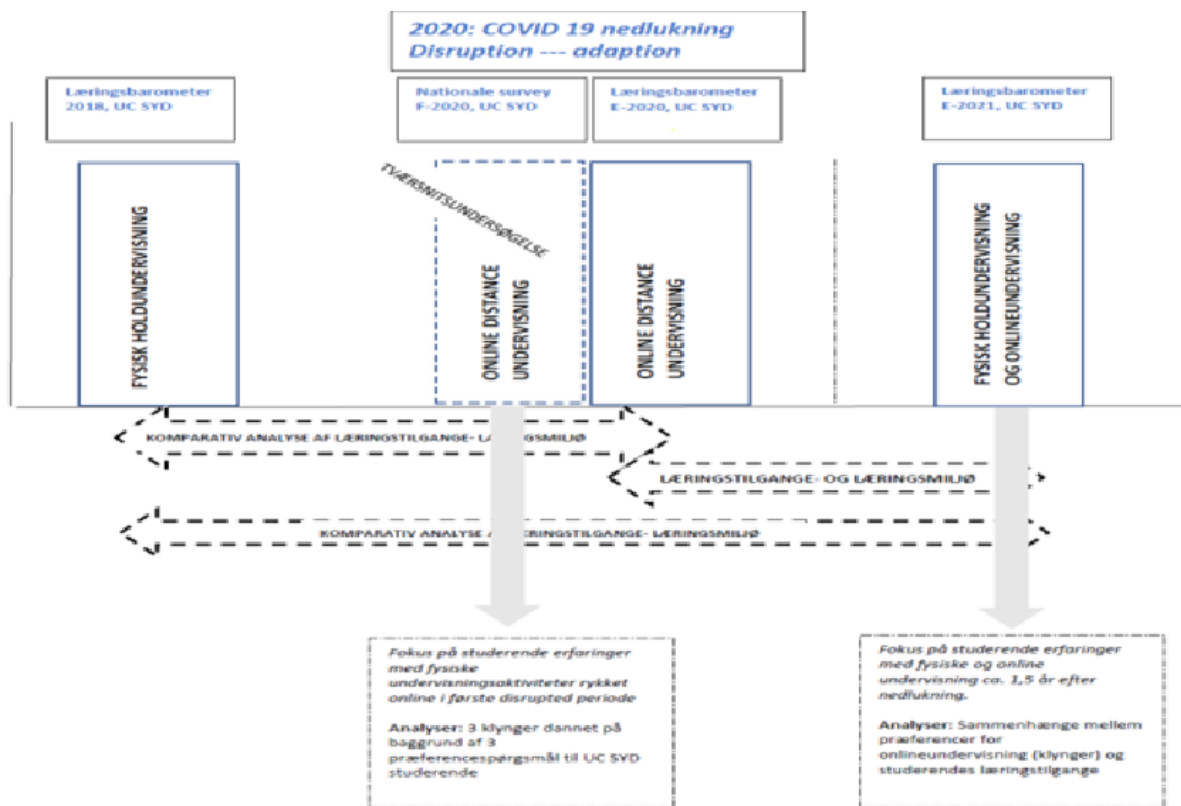 2020: COVID 19 nedlukning
Disruption --- adaption
Læringsbarometer
2018, UC SYD
Nationale survey
F-2020, UC SYD
Læringsbarometer
E-2020, UC SYD
Læringsbarometer
E-2021, UC SYD
FYSISK HOLDUNDERVISNING
TVÆRSNITSUNDERSØGELSE
ONLINE DISTANCE
UNDERVISNING
ONLINE DISTANCE
UNDERVISNING
FYSISK HOLDUNDERVISNING
OG ONLINEUNDERVISNING
KOMPARATIV ANALYSE AF LÆRINGSTILGANGE-
LÆRINGSTILGANGE- OG LÆRINGSMILJØ
KOMPARATIV ANALYSE LÆRINGSMILJØ
Fokus på studerende erfaringer
med fysiske
undervisningsaktiviteter rykket
online i første disrupted periode
Analyser: 3 klynger dannet på
baggrund af 3
præferencespørgsmål til UC SYD
studerende
Fokus på studerende erfaringer
med fysiske og online
undervisning ca. 1,5 år efter
nedlukning.
Analyser: Sammenhænge mellem
præferencer for
onlineundervisning (klynger) og
studerendes læringstilgange